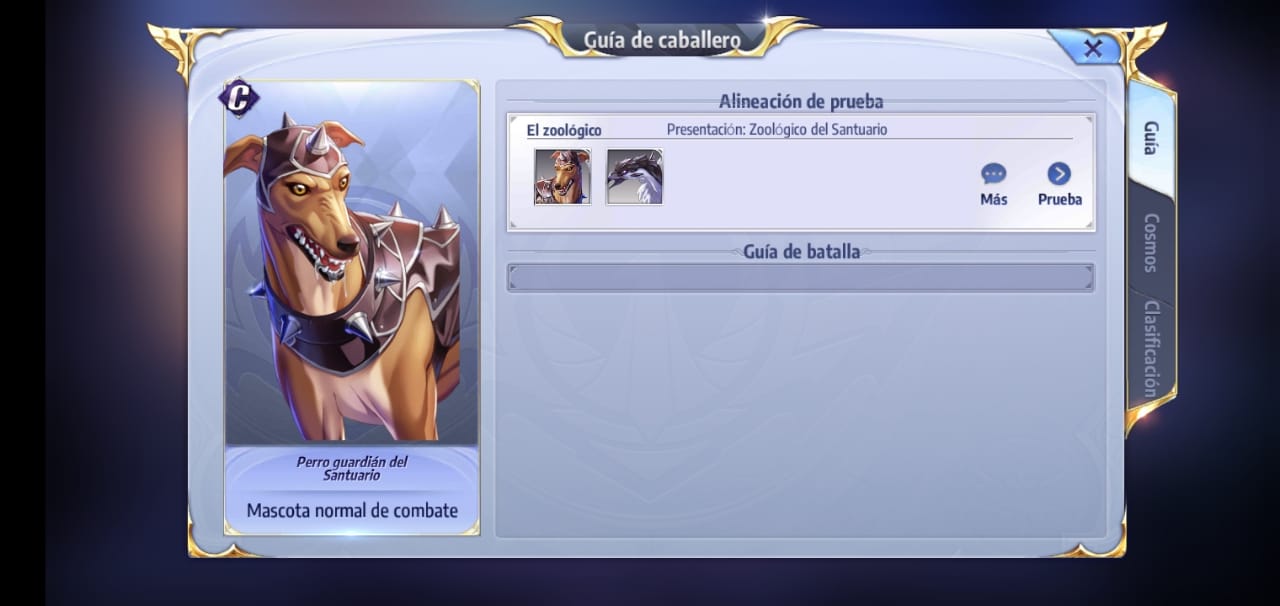 Guía de caballero
C
Alineación de prueba
El zoológico
Presentación: Zoológico del Santuario
Más
Prueba
Guía de batalla
Perro guardián del
Santuario
Mascota normal de combate
Guía
Cosmos
Clasificación